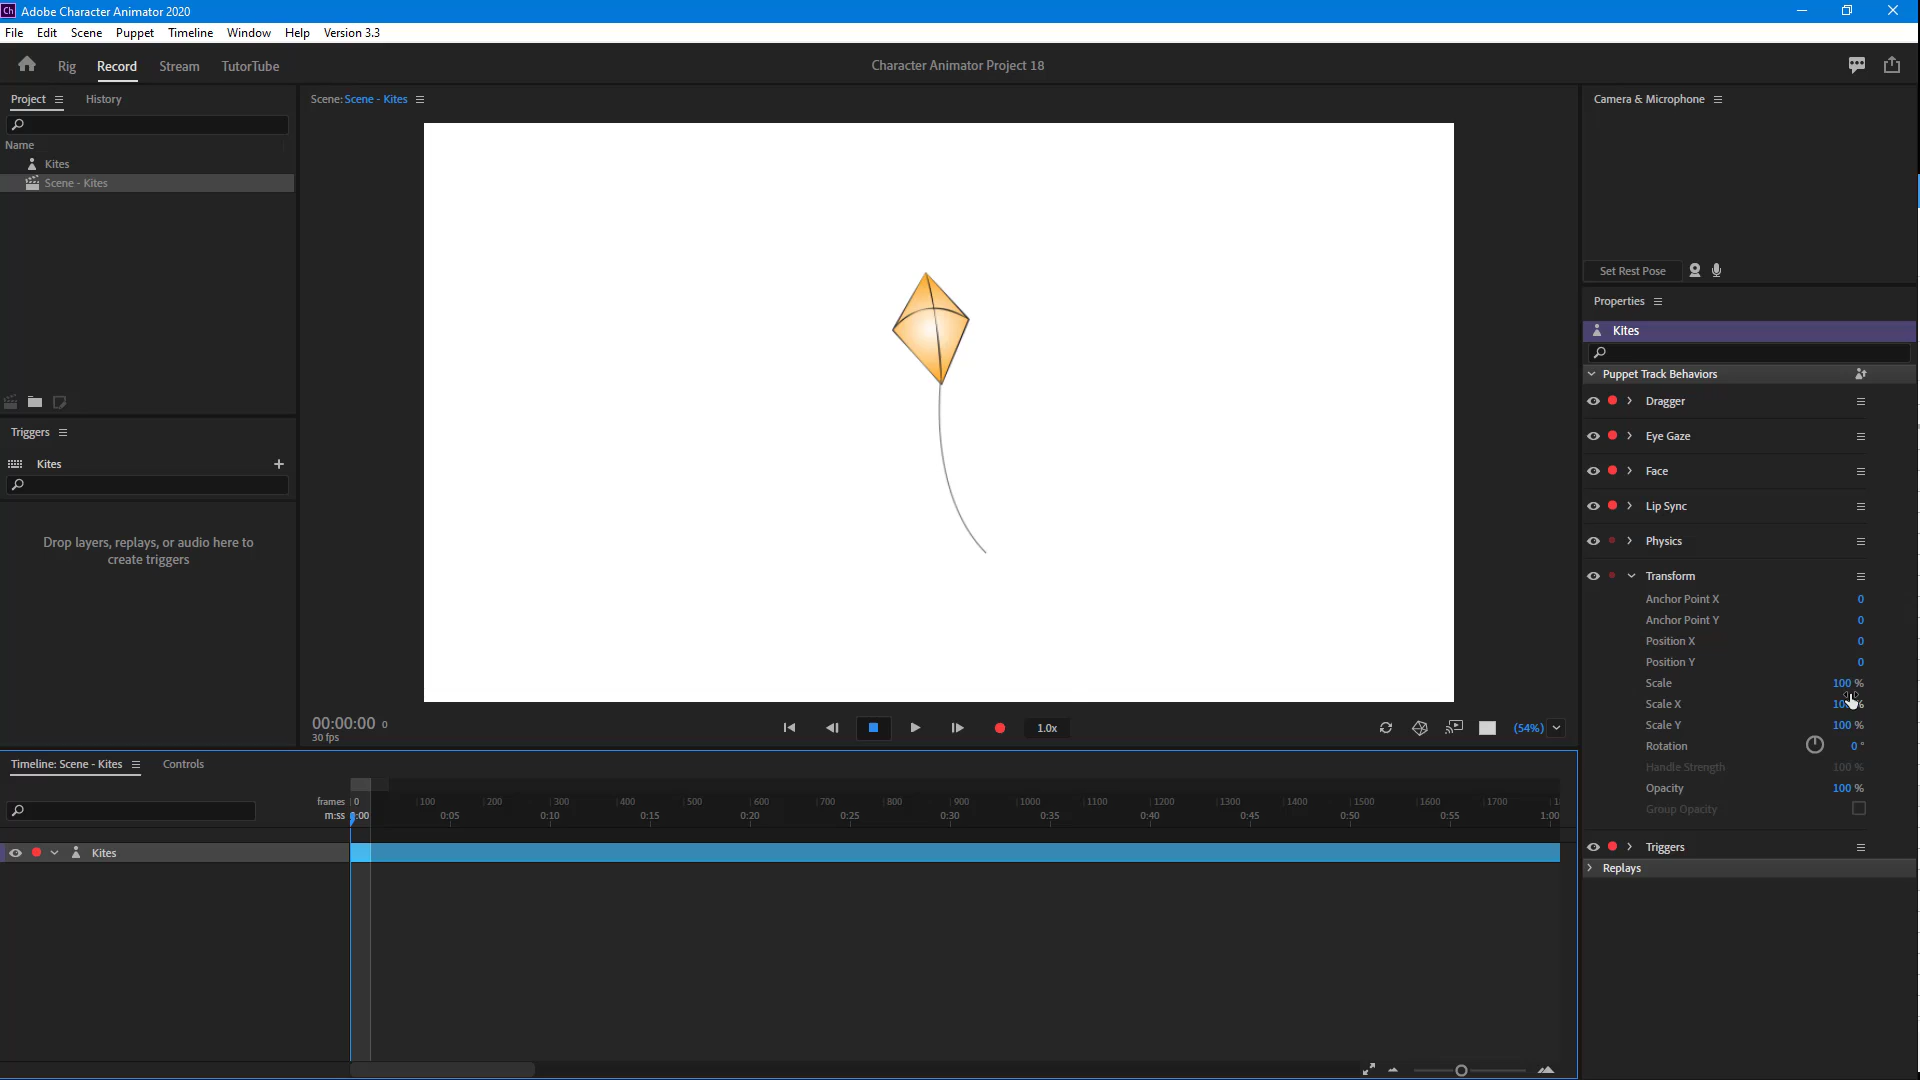 Ch Adobe Character Animator 2020
File Edit Scene Puppet Timeline Window Help Version 3.3
Rig Record Stream TutorTube
Character Animator Project 18
Project History
Name
Kites
Scene - Kites
Triggers
Kites
Drop layers, replays, or audio here to
create triggers
Scene: Scene - Kites
00:00:00 0
30 fps
1.0x
(54%)
Camera & Microphone
Set Rest Pose
Properties
Kites
Puppet Track Behaviors
Dragger
Eye Gaze
Face
Lip Sync
Physics
Transform
Anchor Point X 0
Anchor Point Y 0
Position X 0
Position Y 0
Scale 100 %
Scale X
Scale Y 100 %
Rotation 0 °
Handle Strength 100 %
Opacity 100 %
Group Opacity
Triggers
Replays
Timeline: Scene - Kites Controls
frames 0 100 200 300 400 500 600 700 800 900 1000 1100 1200 1300 1400 1500 1600 1700
m:ss 0:00 0:05 0:10 0:15 0:20 0:25 0:30 0:35 0:40 0:45 0:50 0:55 1:00
Kites